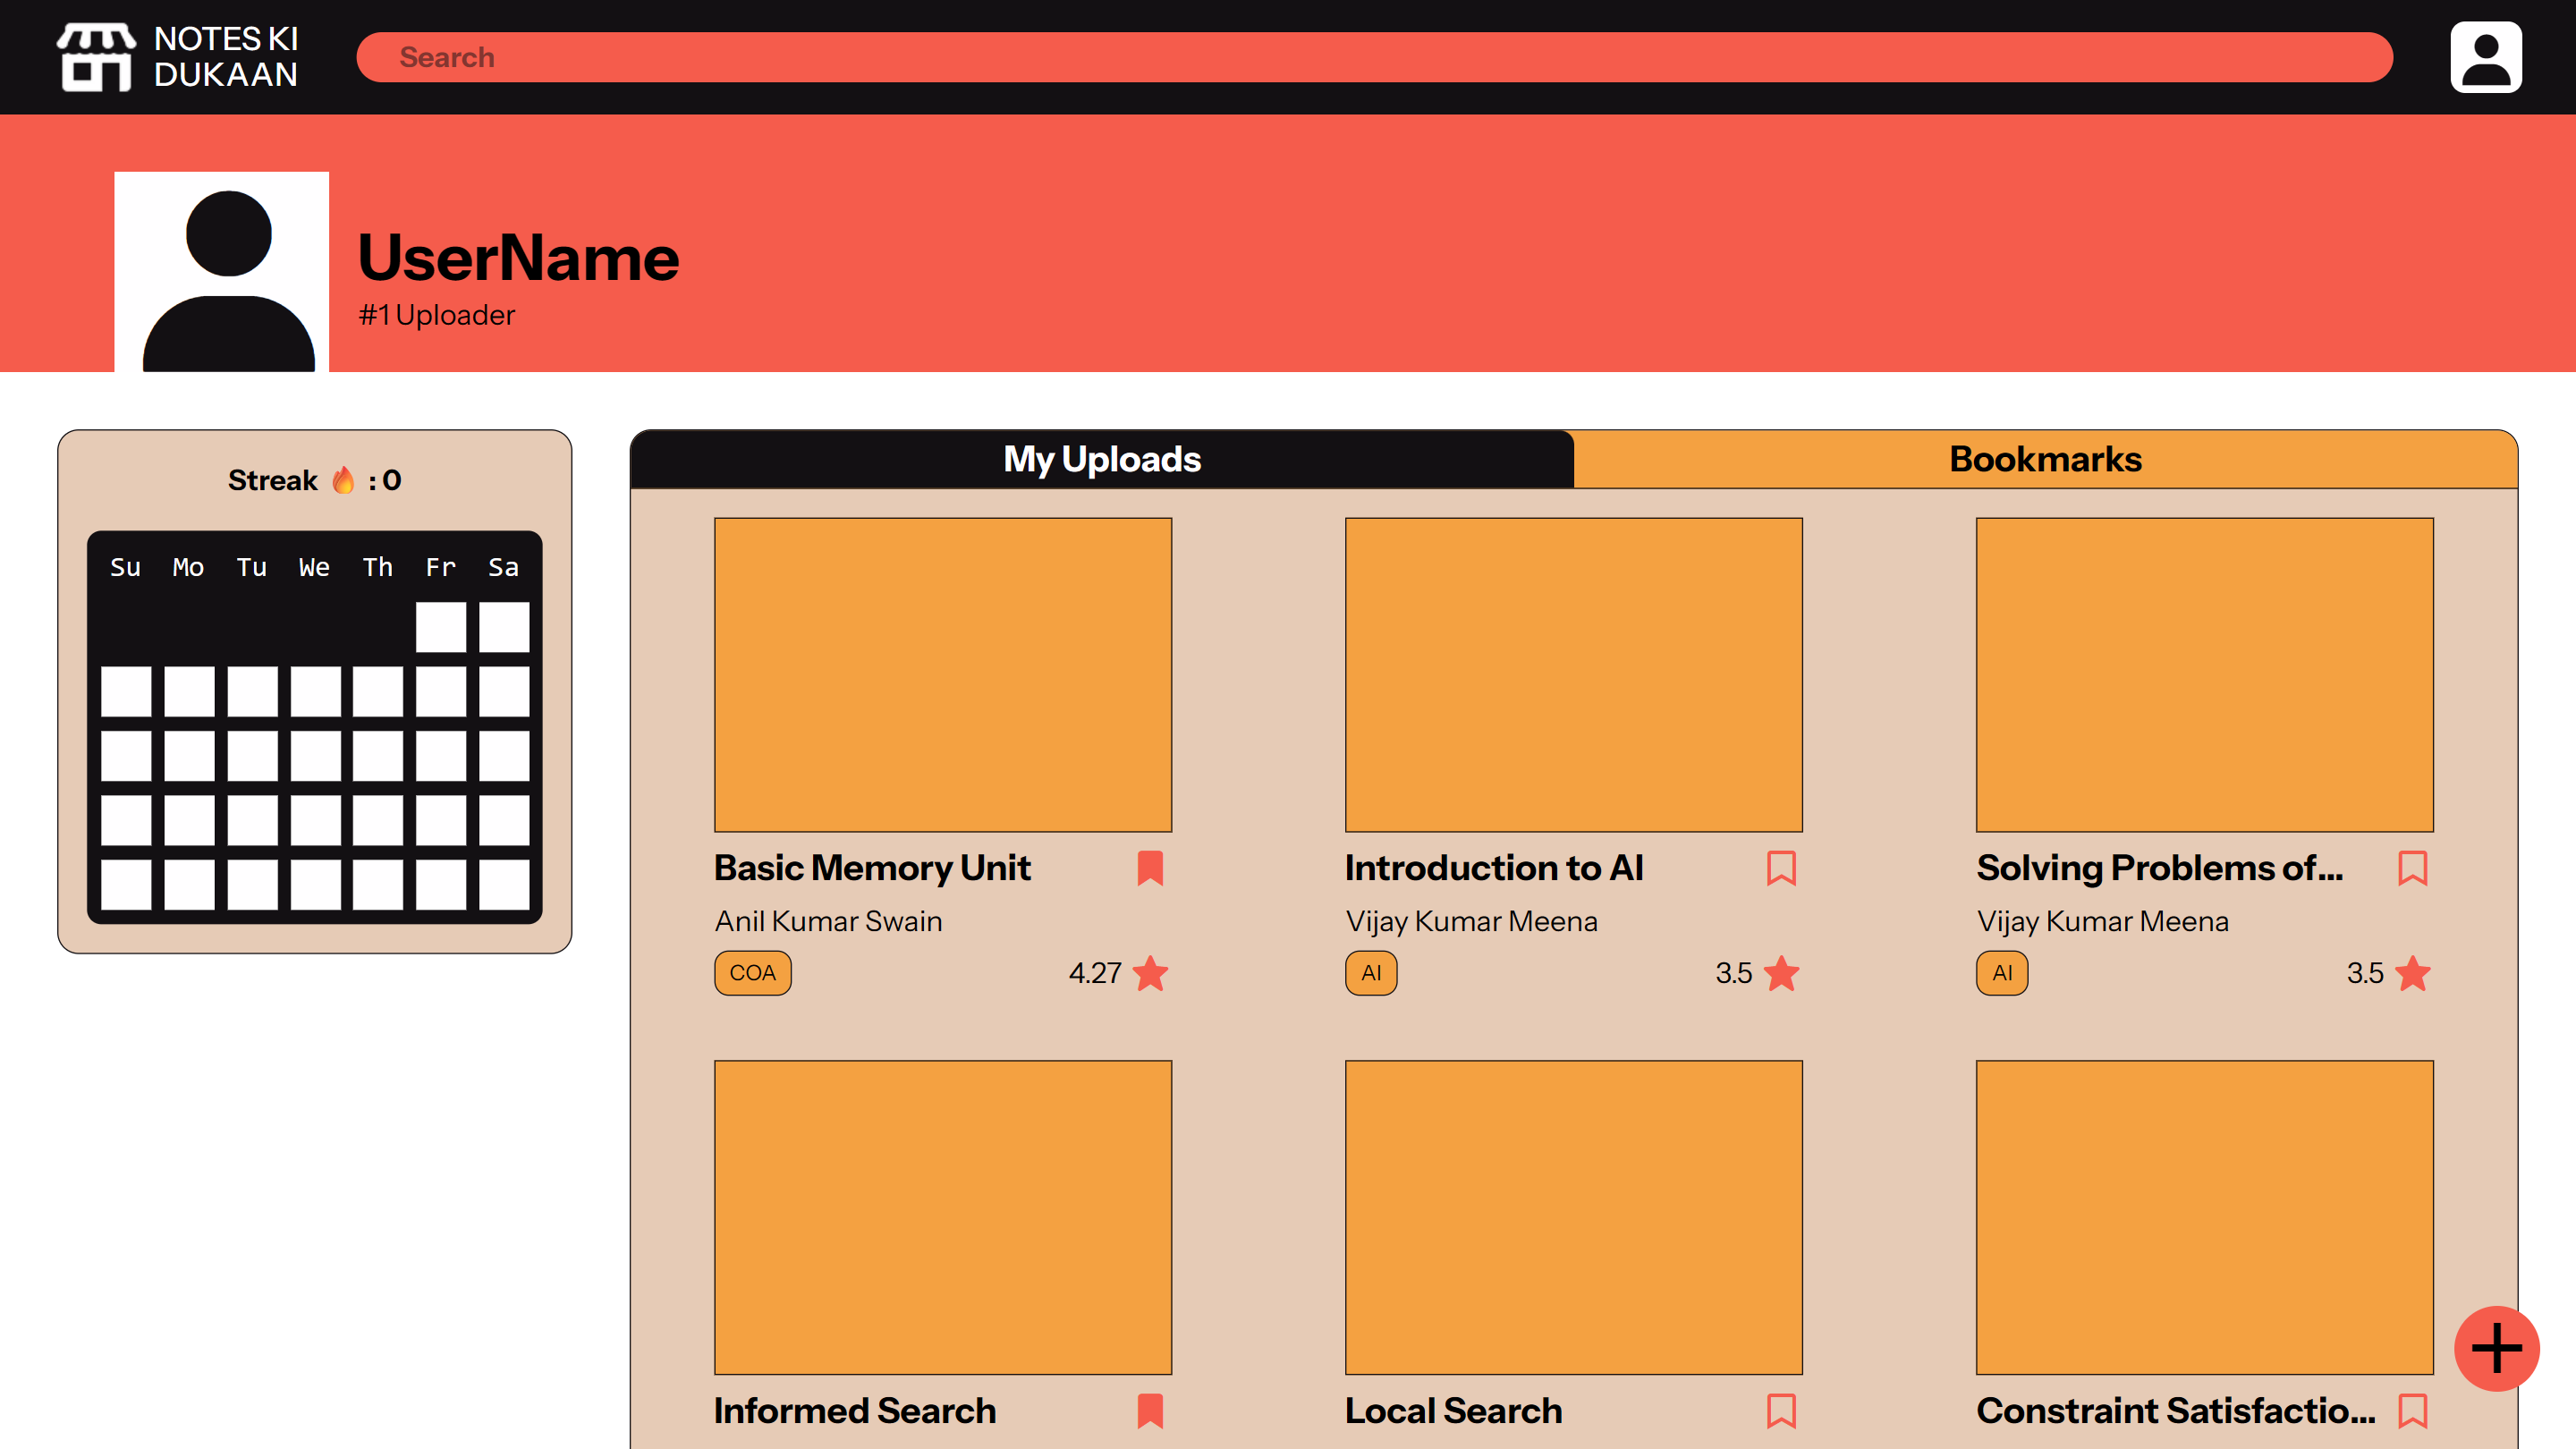 NOTES KI
DUKAAN
Search
UserName
#1 Uploader
Streak 🔥 : 0
Su Mo Tu We Th Fr Sa
My Uploads
Bookmarks
Basic Memory Unit
Anil Kumar Swain
COA
4.27
Introduction to AI
Vijay Kumar Meena
AI
3.5
Solving Problems of...
Vijay Kumar Meena
AI
3.5
Informed Search
Local Search
Constraint Satisfactio...